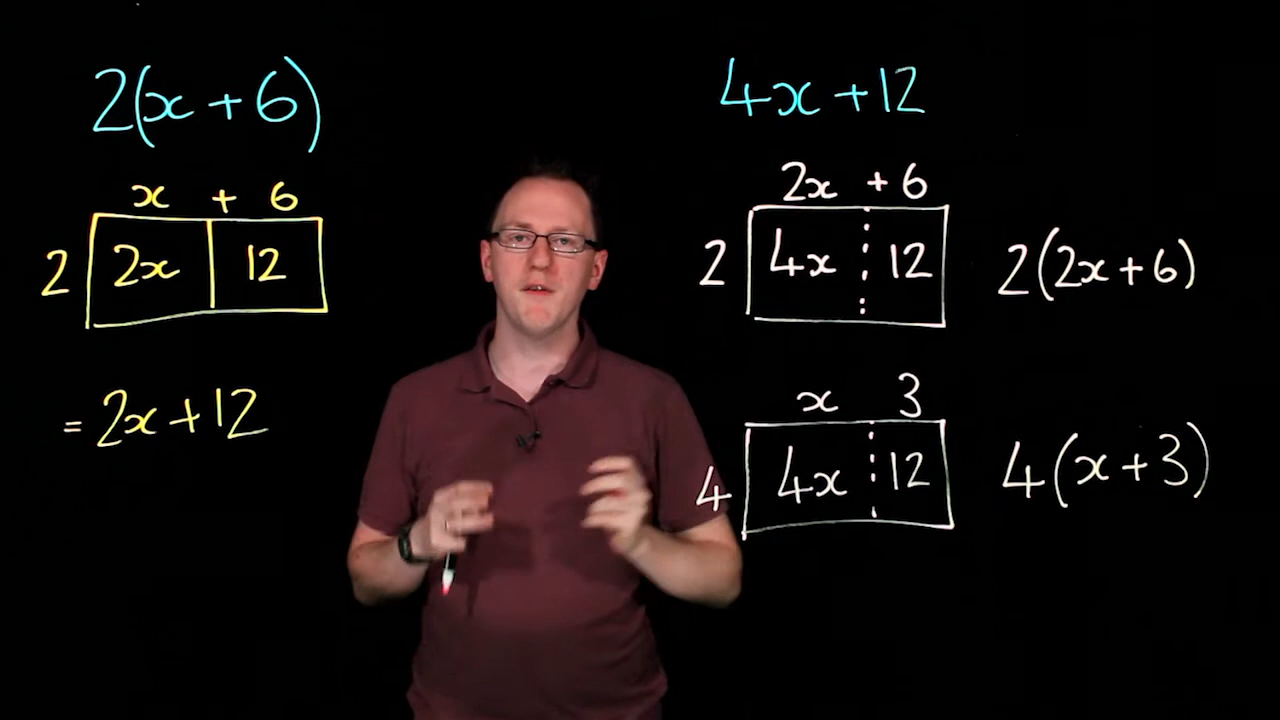 2(x + 6)
x + 6
2 2x 12
= 2x + 12
4x + 12
2x + 6
2 4x 12 2(2x + 6)
x 3
4 4x 12 4(x + 3)